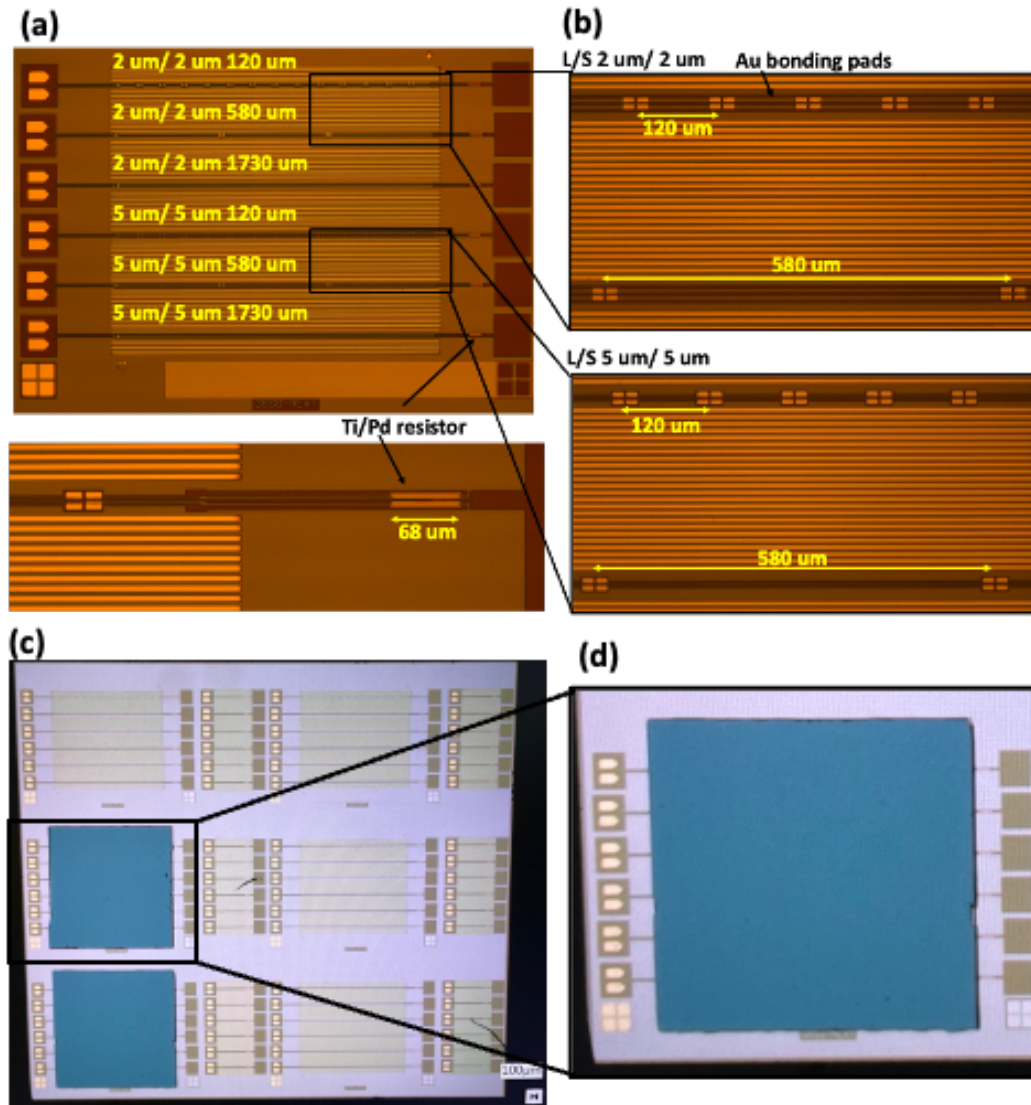 (a)
2 um/ 2 um 120 um
2 um/ 2 um 580 um
2 um/ 2 um 1730 um
5 um/ 5 um 120 um
5 um/ 5 um 580 um
5 um/ 5 um 1730 um
Ti/Pd resistor
68 um
(b)
L/S 2 um/ 2 um
Au bonding pads
120 um
580 um
L/S 5 um/ 5 um
120 um
580 um
(c)
100μm
(d)